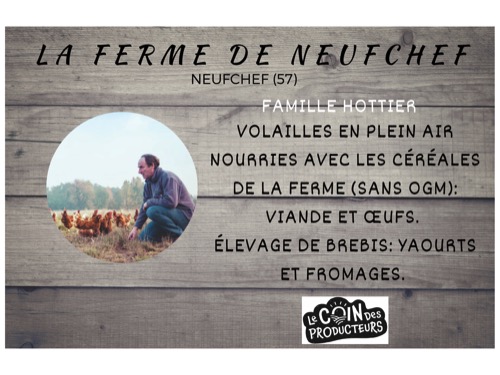 LA FERME DE NEUFCHEF
NEUFCHEF (57)
FAMILLE HOTTIER
VOLAILLES EN PLEIN AIR
NOURRIES AVEC LES CÉRÉALES
DE LA FERME (SANS OGM):
VIANDE ET ŒUFS.
ÉLEVAGE DE BREBIS: YAOURTS
ET FROMAGES.
LE COIN DES
PRODUCTEURS